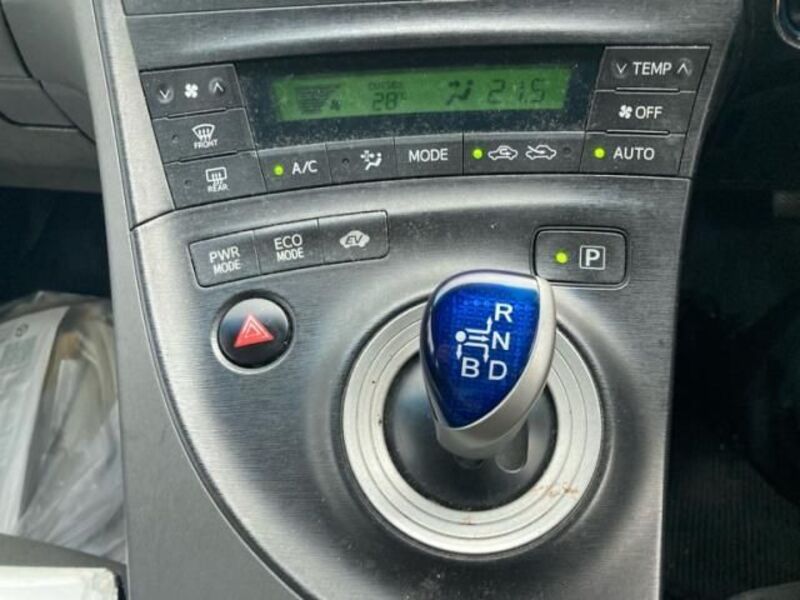 TEMP
OUTSIDE
28°
21.5
OFF
FRONT
REAR
A/C
MODE
AUTO
PWR
MODE
ECO
MODE
EV
P
R
N
B D